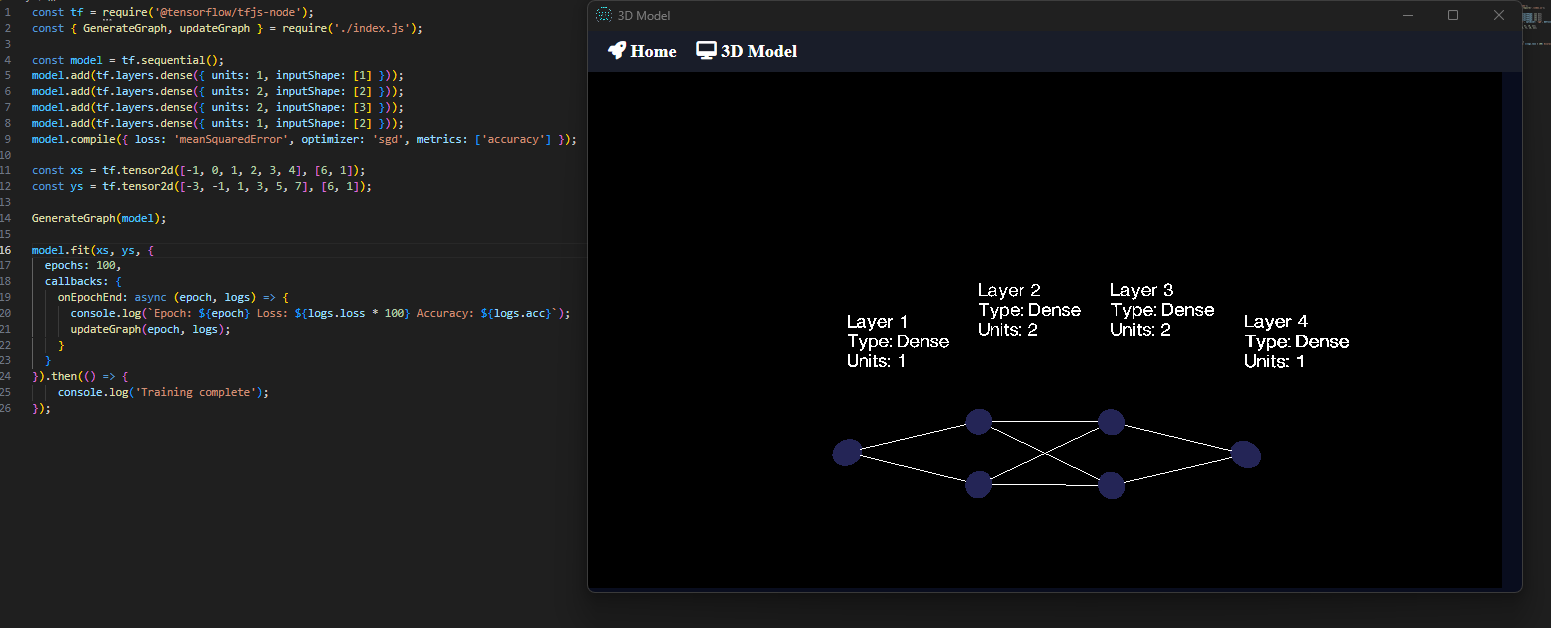 1 const tf = require('@tensorflow/tfjs-node');
2 const { GenerateGraph, updateGraph } = require('./index.js');
3
4 const model = tf.sequential();
5 model.add(tf.layers.dense({ units: 1, inputShape: [1] }));
6 model.add(tf.layers.dense({ units: 2, inputShape: [2] }));
7 model.add(tf.layers.dense({ units: 2, inputShape: [3] }));
8 model.add(tf.layers.dense({ units: 1, inputShape: [2] }));
9 model.compile({ loss: 'meanSquaredError', optimizer: 'sgd', metrics: ['accuracy'] });
10
11 const xs = tf.tensor2d([-1, 0, 1, 2, 3, 4], [6, 1]);
12 const ys = tf.tensor2d([-3, -1, 1, 3, 5, 7], [6, 1]);
13
14 GenerateGraph(model);
15
16 model.fit(xs, ys, {
17 epochs: 100,
18 callbacks: {
19 onEpochEnd: async (epoch, logs) => {
20 console.log(`Epoch: ${epoch} Loss: ${logs.loss * 100} Accuracy: ${logs.acc}`);
21 updateGraph(epoch, logs);
22 }
23 }
24 }).then(() => {
25 console.log('Training complete');
26 });
3D Model
Home 3D Model
Layer 1
Type: Dense
Units: 1
Layer 2
Type: Dense
Units: 2
Layer 3
Type: Dense
Units: 2
Layer 4
Type: Dense
Units: 1